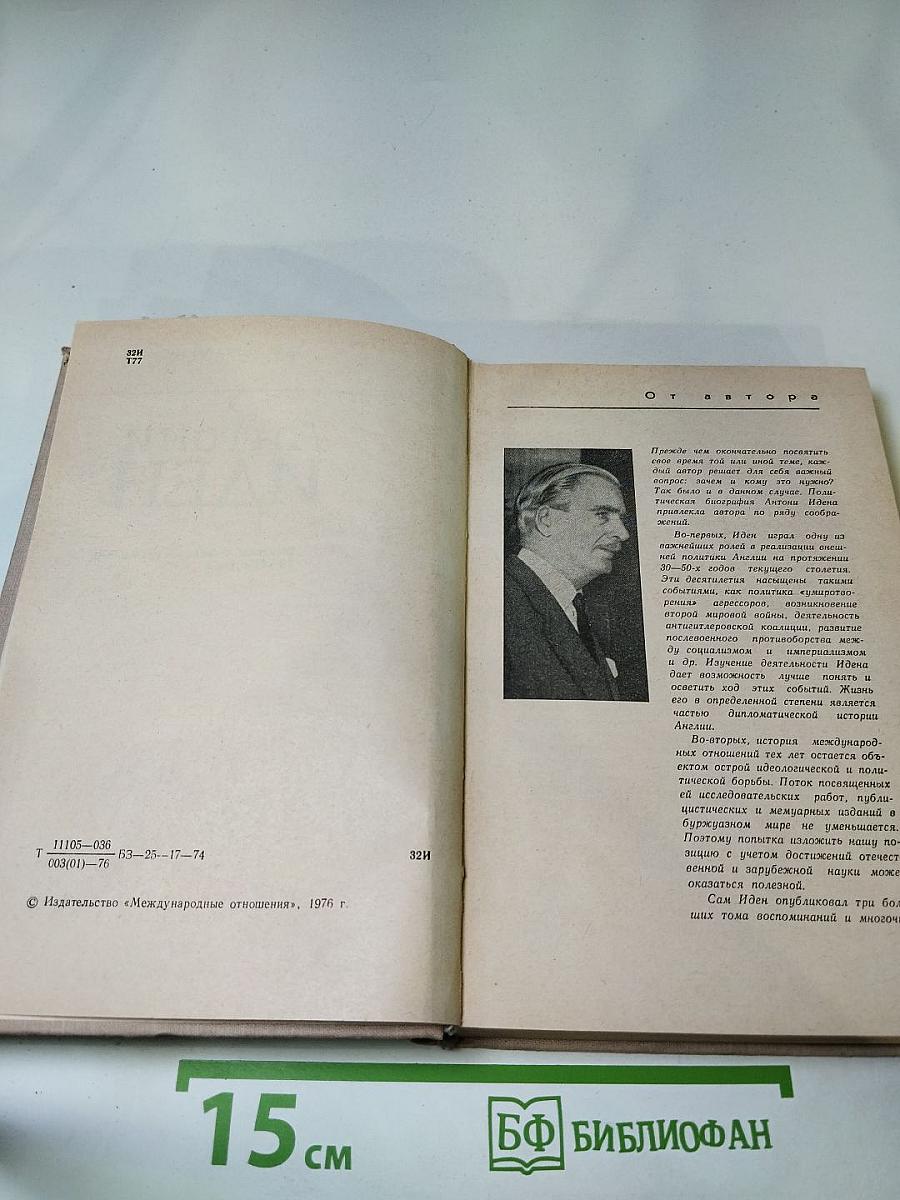 32И
Т77
Т 11105—036
003(01)—76 БЗ—25—17—74
32И
© Издательство «Международные отношения», 1976 г.
От автора
Прежде чем окончательно посвятить
свое время той или иной теме, каж-
дый автор решает для себя важный
вопрос: зачем и кому это нужно?
Так было и в данном случае. Поли-
тическая биография Антони Идена
привлекла автора по ряду сообра-
жений.
Во-первых, Иден играл одну из
важнейших ролей в реализации внеш-
ней политики Англии на протяжении
30—50-х годов текущего столетия.
Эти десятилетия насыщены такими
событиями, как политика «умиротво-
рения» агрессоров, возникновение
второй мировой войны, деятельность
антигитлеровской коалиции, развитие
послевоенного противоборства меж-
ду социализмом и империализмом
и др. Изучение деятельности Идена
дает возможность лучше понять и
осветить ход этих событий. Жизнь
его в определенной степени является
частью дипломатической истории
Англии.
Во-вторых, история международ-
ных отношений тех лет остается объ-
ектом острой идеологической и поли-
тической борьбы. Поток посвященных
ей исследовательских работ, публи-
цистических и мемуарных изданий в
буржуазном мире не уменьшается.
Поэтому попытка изложить нашу по-
зицию с учетом достижений отечест
венной и зарубежной науки може
оказаться полезной.
Сам Иден опубликовал три бол
ших тома воспоминаний и многоч
15 см
БФ БИБЛИОФАН